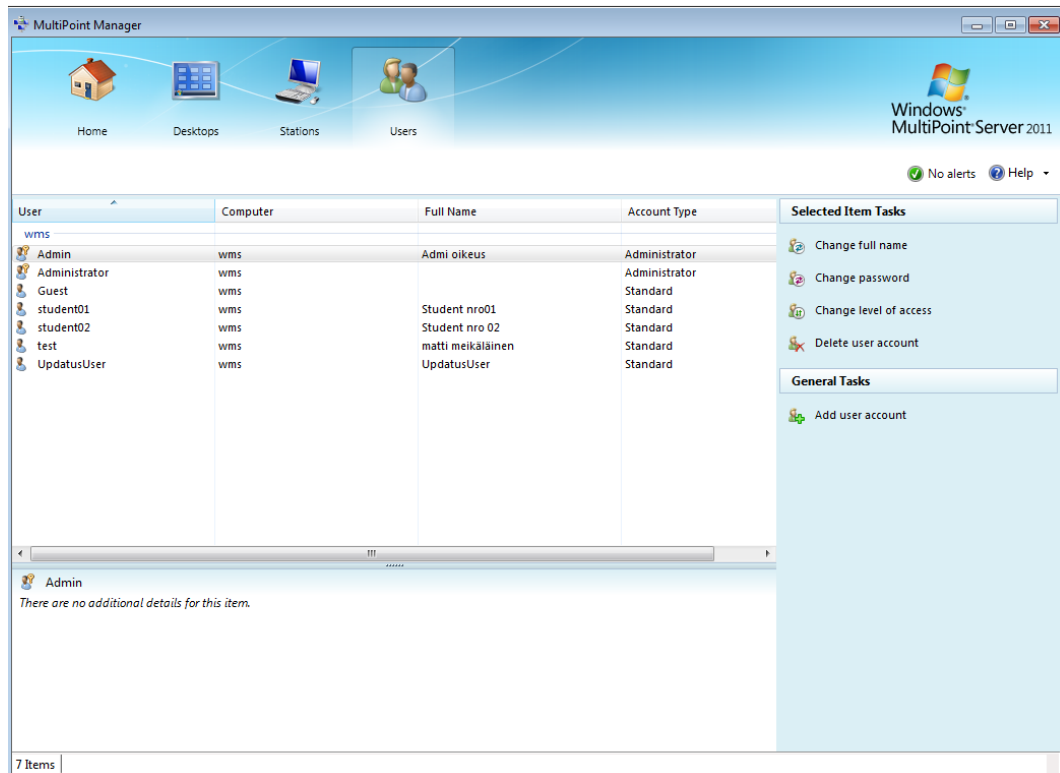 MultiPoint Manager
Home Desktops Stations Users
Windows
MultiPoint Server 2011
No alerts Help
User Computer Full Name Account Type
wms
Admin wms Admi oikeus Administrator
Administrator wms Administrator
Guest wms Standard
student01 wms Student nro01 Standard
student02 wms Student nro 02 Standard
test wms matti meikäläinen Standard
UpdatusUser wms UpdatusUser Standard
Selected Item Tasks
Change full name
Change password
Change level of access
Delete user account
General Tasks
Add user account
Admin
There are no additional details for this item.
7 Items